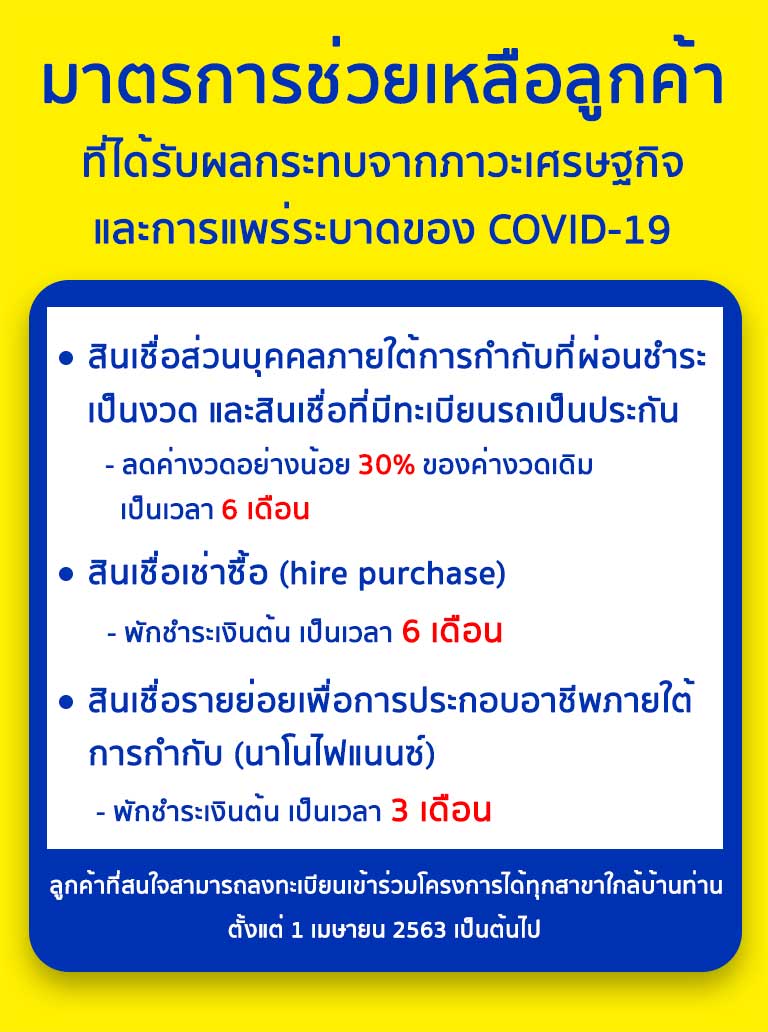 มาตรการช่วยเหลือลูกค้า
ที่ได้รับผลกระทบจากภาวะเศรษฐกิจ
และการแพร่ระบาดของ COVID-19
• สินเชื่อส่วนบุคคลภายใต้การกำกับที่ผ่อนชำระ
เป็นงวด และสินเชื่อที่มีทะเบียนรถเป็นประกัน
- ลดค่างวดอย่างน้อย 30% ของค่างวดเดิม
เป็นเวลา 6 เดือน
• สินเชื่อเช่าซื้อ (hire purchase)
- พักชำระเงินต้น เป็นเวลา 6 เดือน
• สินเชื่อรายย่อยเพื่อการประกอบอาชีพภายใต้
การกำกับ (นาโนไฟแนนซ์)
- พักชำระเงินต้น เป็นเวลา 3 เดือน
ลูกค้าที่สนใจสามารถลงทะเบียนเข้าร่วมโครงการได้ทุกสาขาใกล้บ้านท่าน
ตั้งแต่ 1 เมษายน 2563 เป็นต้นไป